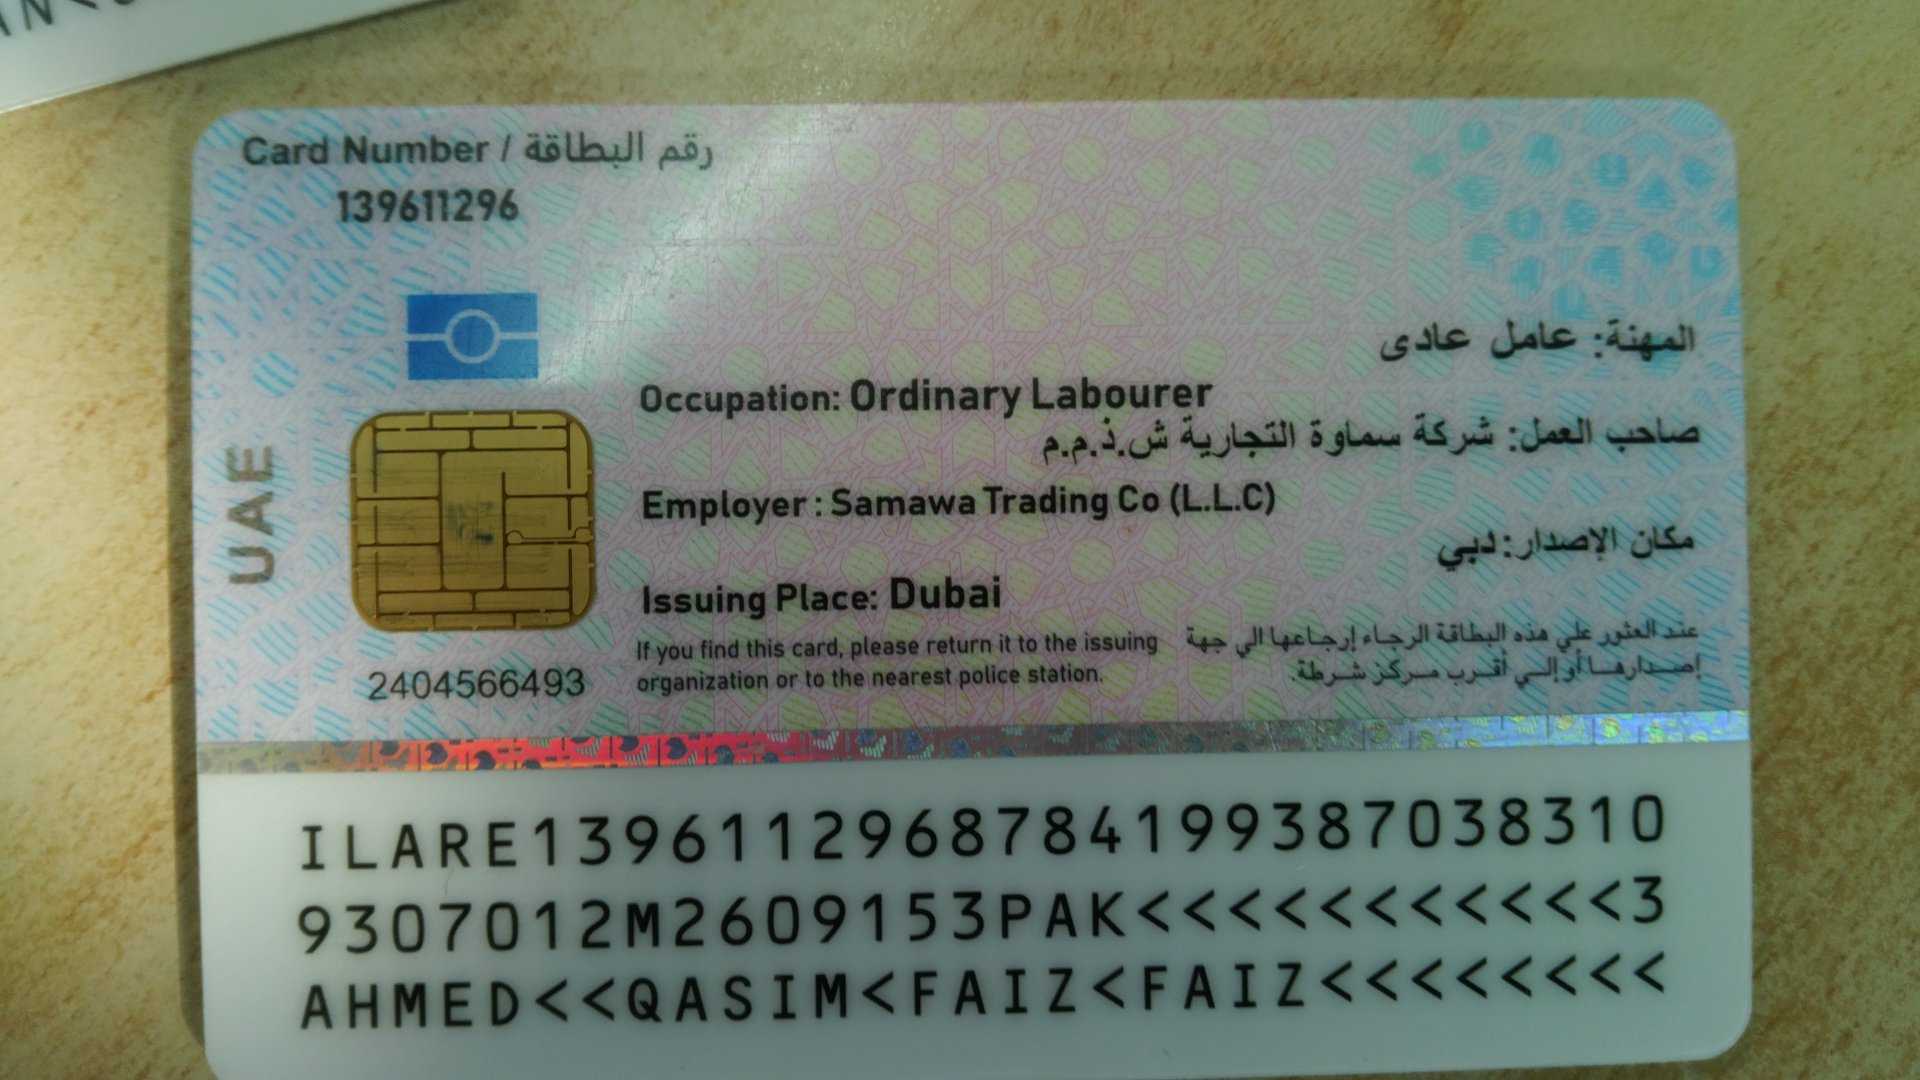 Card Number / رقم البطاقة
139611296
المهنة: عامل عادى
Occupation: Ordinary Labourer
صاحب العمل: شركة سماوة التجارية ش.ذ.م.م
Employer : Samawa Trading Co (L.L.C)
مكان الإصدار: دبي
Issuing Place: Dubai
UAE
If you find this card, please return it to the issuing
organization or to the nearest police station.
عند العثور علي هذه البطاقة الرجاء إرجاعها الي جهة
إصدارها أو إلي أقرب مركز شرطة.
2404566493
ILARE1396112968784199387038310
9307012M2609153PAK<<<<<<<<<<<3
AHMED<<QASIM<FAIZ<FAIZ<<<<<<<<